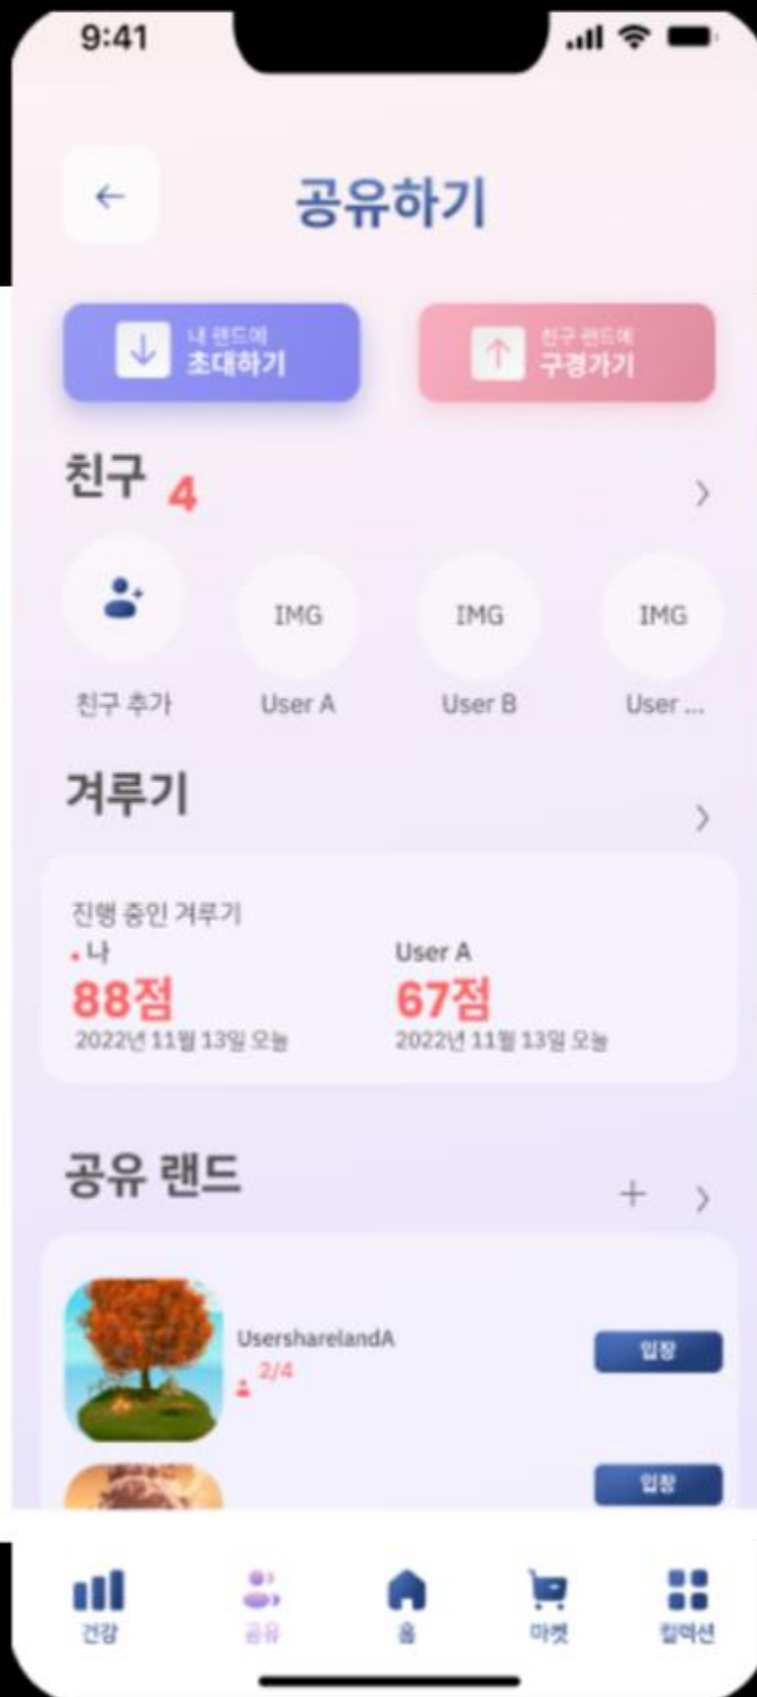 9:41
공유하기
내 랜드에
초대하기
친구 랜드에
구경가기
친구 4
IMG
IMG
IMG
친구 추가
User A
User B
User ...
겨루기
진행 중인 겨루기
나
User A
88점
67점
2022년 11월 13일 오늘
2022년 11월 13일 오늘
공유 랜드
UsersharelandA
2/4
입장
입장
건강
공유
홈
마켓
컬렉션